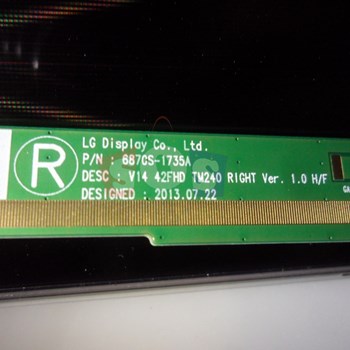 R
LG Display Co., Ltd.
P/N : 6870S-1735A
DESC : V14 42FHD TM240 RIGHT Ver. 1.0 H/F
DESIGNED : 2013.07.22